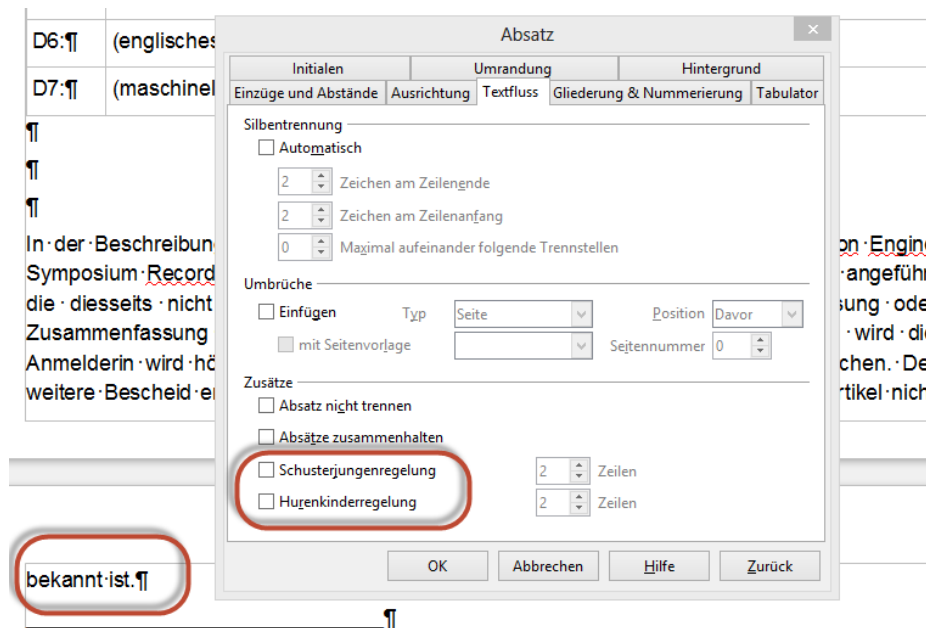 D6:¶ (englisches
D7:¶ (maschinel
¶
¶
¶
In·der·Beschreibun
Symposium·Record
die·diesseits·nicht
Zusammenfassung
Anmelderin·wird·hö
weitere·Bescheid·e
bekannt·ist.¶
¶
Absatz
Initialen Umrandung Hintergrund
Einzüge und Abstände Ausrichtung Textfluss Gliederung & Nummerierung Tabulator
Silbentrennung
Automatisch
2 Zeichen am Zeilenende
2 Zeichen am Zeilenanfang
0 Maximal aufeinander folgende Trennstellen
Umbrüche
Einfügen Typ Seite Position Davor
mit Seitenvorlage Seitennummer 0
Zusätze
Absatz nicht trennen
Absätze zusammenhalten
Schusterjungenregelung 2 Zeilen
Hurenkinderregelung 2 Zeilen
OK Abbrechen Hilfe Zurück
on·Engin
·angefüh
sung·ode
·wird·di
chen.·De
rtikel·nich